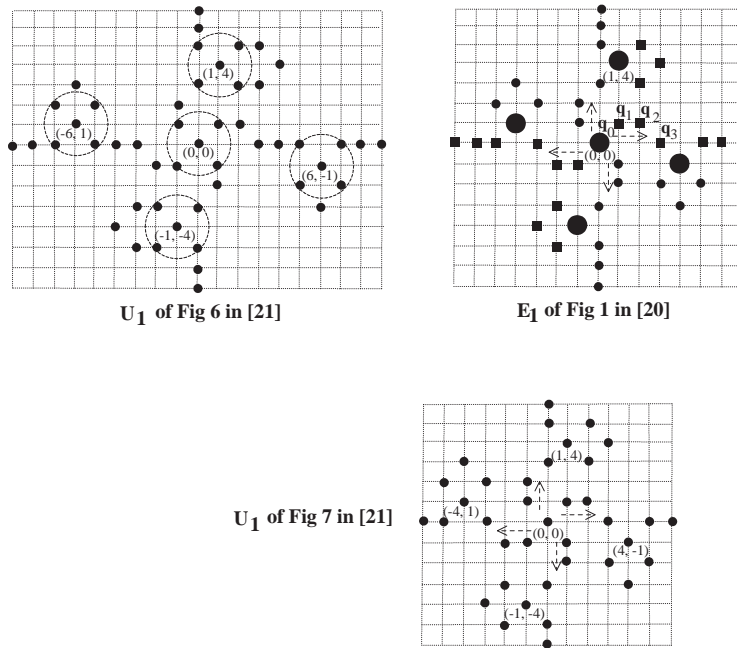 (1, 4)
(-6, 1)
(0, 0)
(6, -1)
(-1, -4)
U1 of Fig 6 in [21]
(1, 4)
q1 q2
q0 q3
(0, 0)
E1 of Fig 1 in [20]
(1, 4)
(-4, 1)
U1 of Fig 7 in [21]
(0, 0)
(4, -1)
(-1, -4)